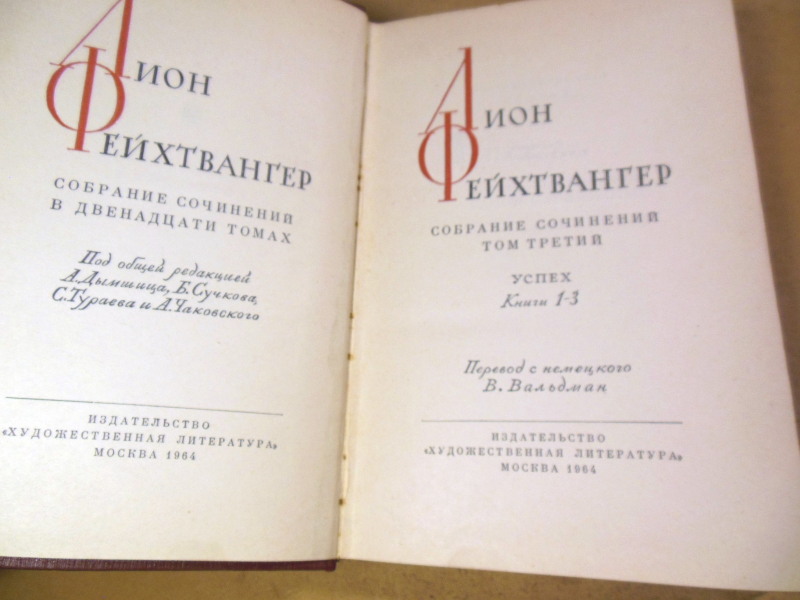 Лион
Фейхтвангер
СОБРАНИЕ СОЧИНЕНИЙ
В ДВЕНАДЦАТИ ТОМАХ
Под общей редакцией
А. Дымшица, Б. Сучкова,
С. Тураева и А. Чаковского
ИЗДАТЕЛЬСТВО
«ХУДОЖЕСТВЕННАЯ ЛИТЕРАТУРА»
МОСКВА 1964
Лион
Фейхтвангер
СОБРАНИЕ СОЧИНЕНИЙ
ТОМ ТРЕТИЙ
УСПЕХ
Книги 1-3
Перевод с немецкого
В. Вальдман
ИЗДАТЕЛЬСТВО
«ХУДОЖЕСТВЕННАЯ ЛИТЕРАТУРА»
МОСКВА 1964